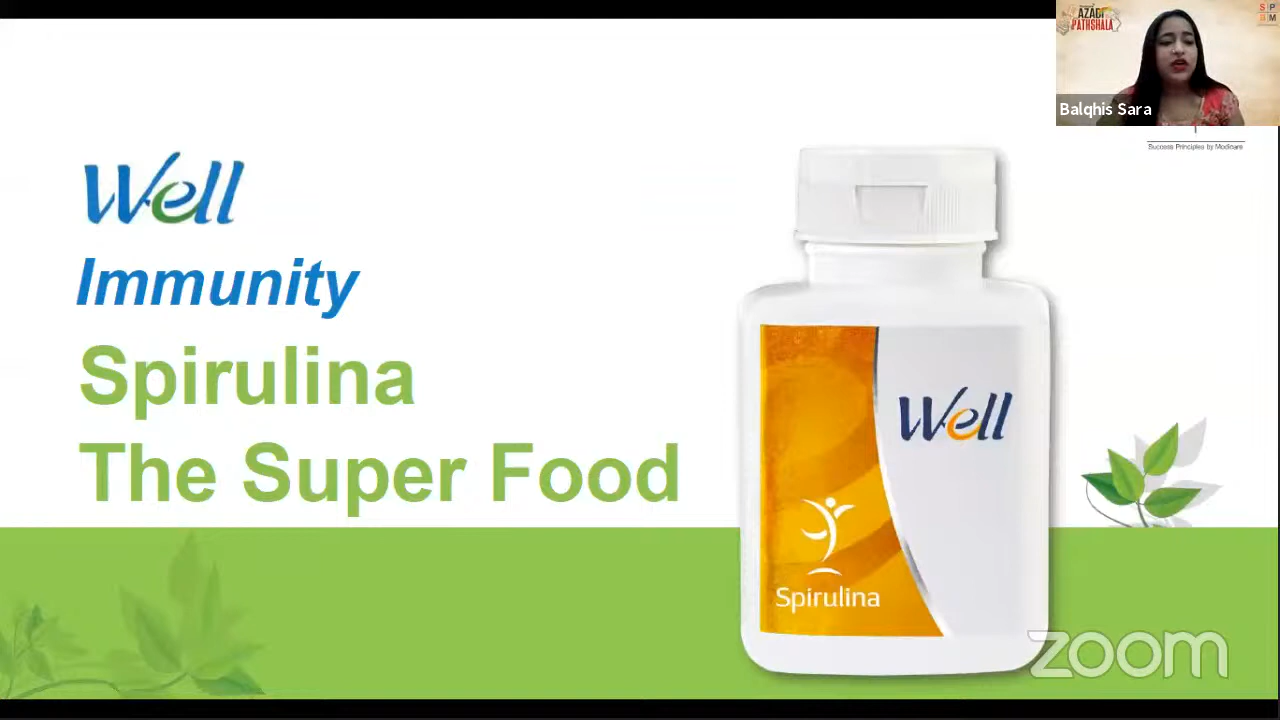 AZADI
PATHSHALA
S P
B M
Balqhis Sara
Success Principles by Modicare
Well
Immunity
Spirulina
The Super Food
Well
Spirulina
zoom